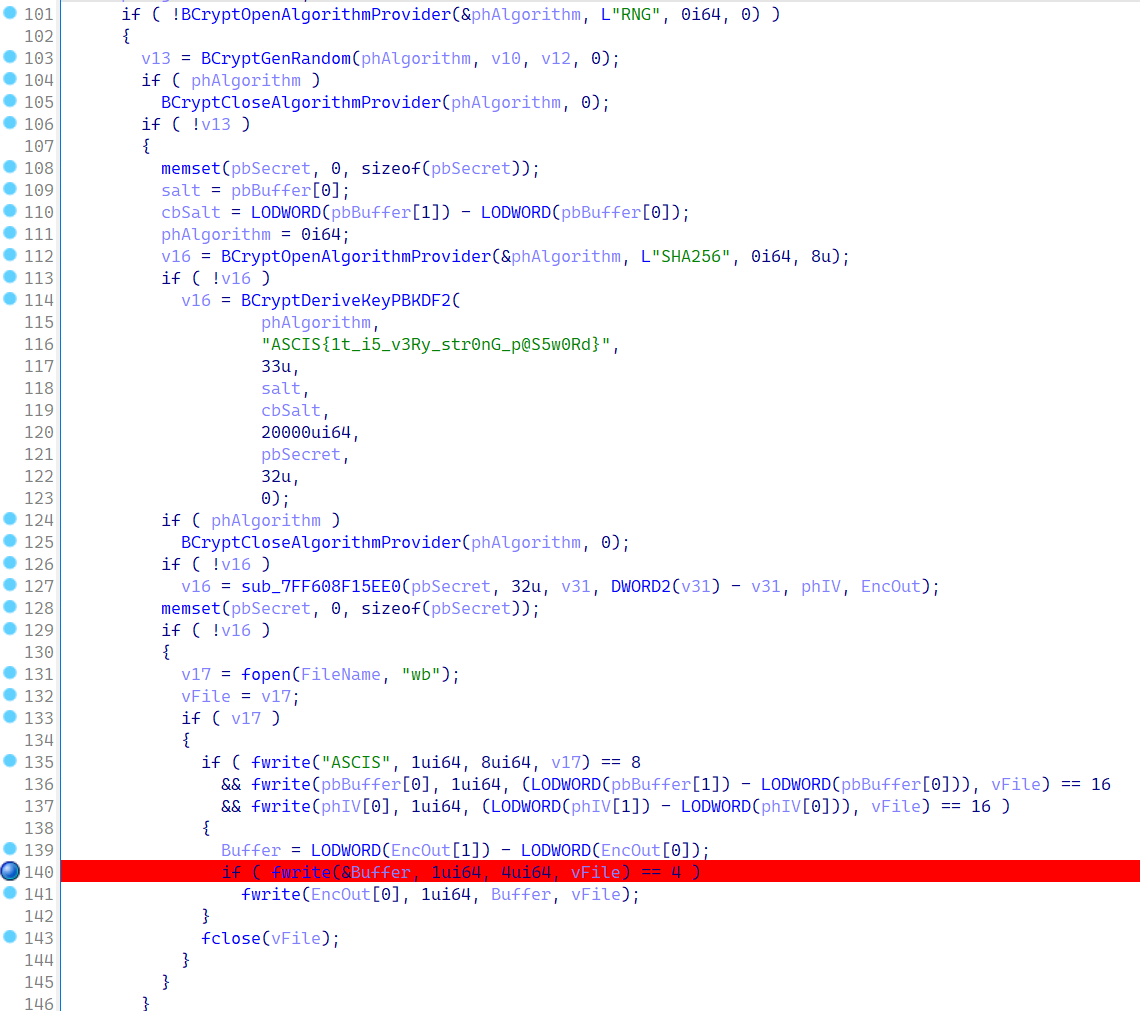 101 if ( !BCryptOpenAlgorithmProvider(&phAlgorithm, L"RNG", 0i64, 0) )
102 {
103 v13 = BCryptGenRandom(phAlgorithm, v10, v12, 0);
104 if ( phAlgorithm )
105 BCryptCloseAlgorithmProvider(phAlgorithm, 0);
106 if ( !v13 )
107 {
108 memset(pbSecret, 0, sizeof(pbSecret));
109 salt = pbBuffer[0];
110 cbSalt = LODWORD(pbBuffer[1]) - LODWORD(pbBuffer[0]);
111 phAlgorithm = 0i64;
112 v16 = BCryptOpenAlgorithmProvider(&phAlgorithm, L"SHA256", 0i64, 8u);
113 if ( !v16 )
114 v16 = BCryptDeriveKeyPBKDF2(
115 phAlgorithm,
116 "ASCIS{1t_i5_v3Ry_str0nG_p@S5w0Rd}",
117 33u,
118 salt,
119 cbSalt,
120 20000ui64,
121 pbSecret,
122 32u,
123 0);
124 if ( phAlgorithm )
125 BCryptCloseAlgorithmProvider(phAlgorithm, 0);
126 if ( !v16 )
127 v16 = sub_7FF608F15EE0(pbSecret, 32u, v31, DWORD2(v31) - v31, phIV, EncOut);
128 memset(pbSecret, 0, sizeof(pbSecret));
129 if ( !v16 )
130 {
131 v17 = fopen(FileName, "wb");
132 vFile = v17;
133 if ( v17 )
134 {
135 if ( fwrite("ASCIS", 1ui64, 8ui64, v17) == 8
136 && fwrite(pbBuffer[0], 1ui64, (LODWORD(pbBuffer[1]) - LODWORD(pbBuffer[0])), vFile) == 16
137 && fwrite(phIV[0], 1ui64, (LODWORD(phIV[1]) - LODWORD(phIV[0])), vFile) == 16 )
138 {
139 Buffer = LODWORD(EncOut[1]) - LODWORD(EncOut[0]);
140 if ( fwrite(&Buffer, 1ui64, 4ui64, vFile) == 4 )
141 fwrite(EncOut[0], 1ui64, Buffer, vFile);
142 }
143 fclose(vFile);
144 }
145 }
146 }